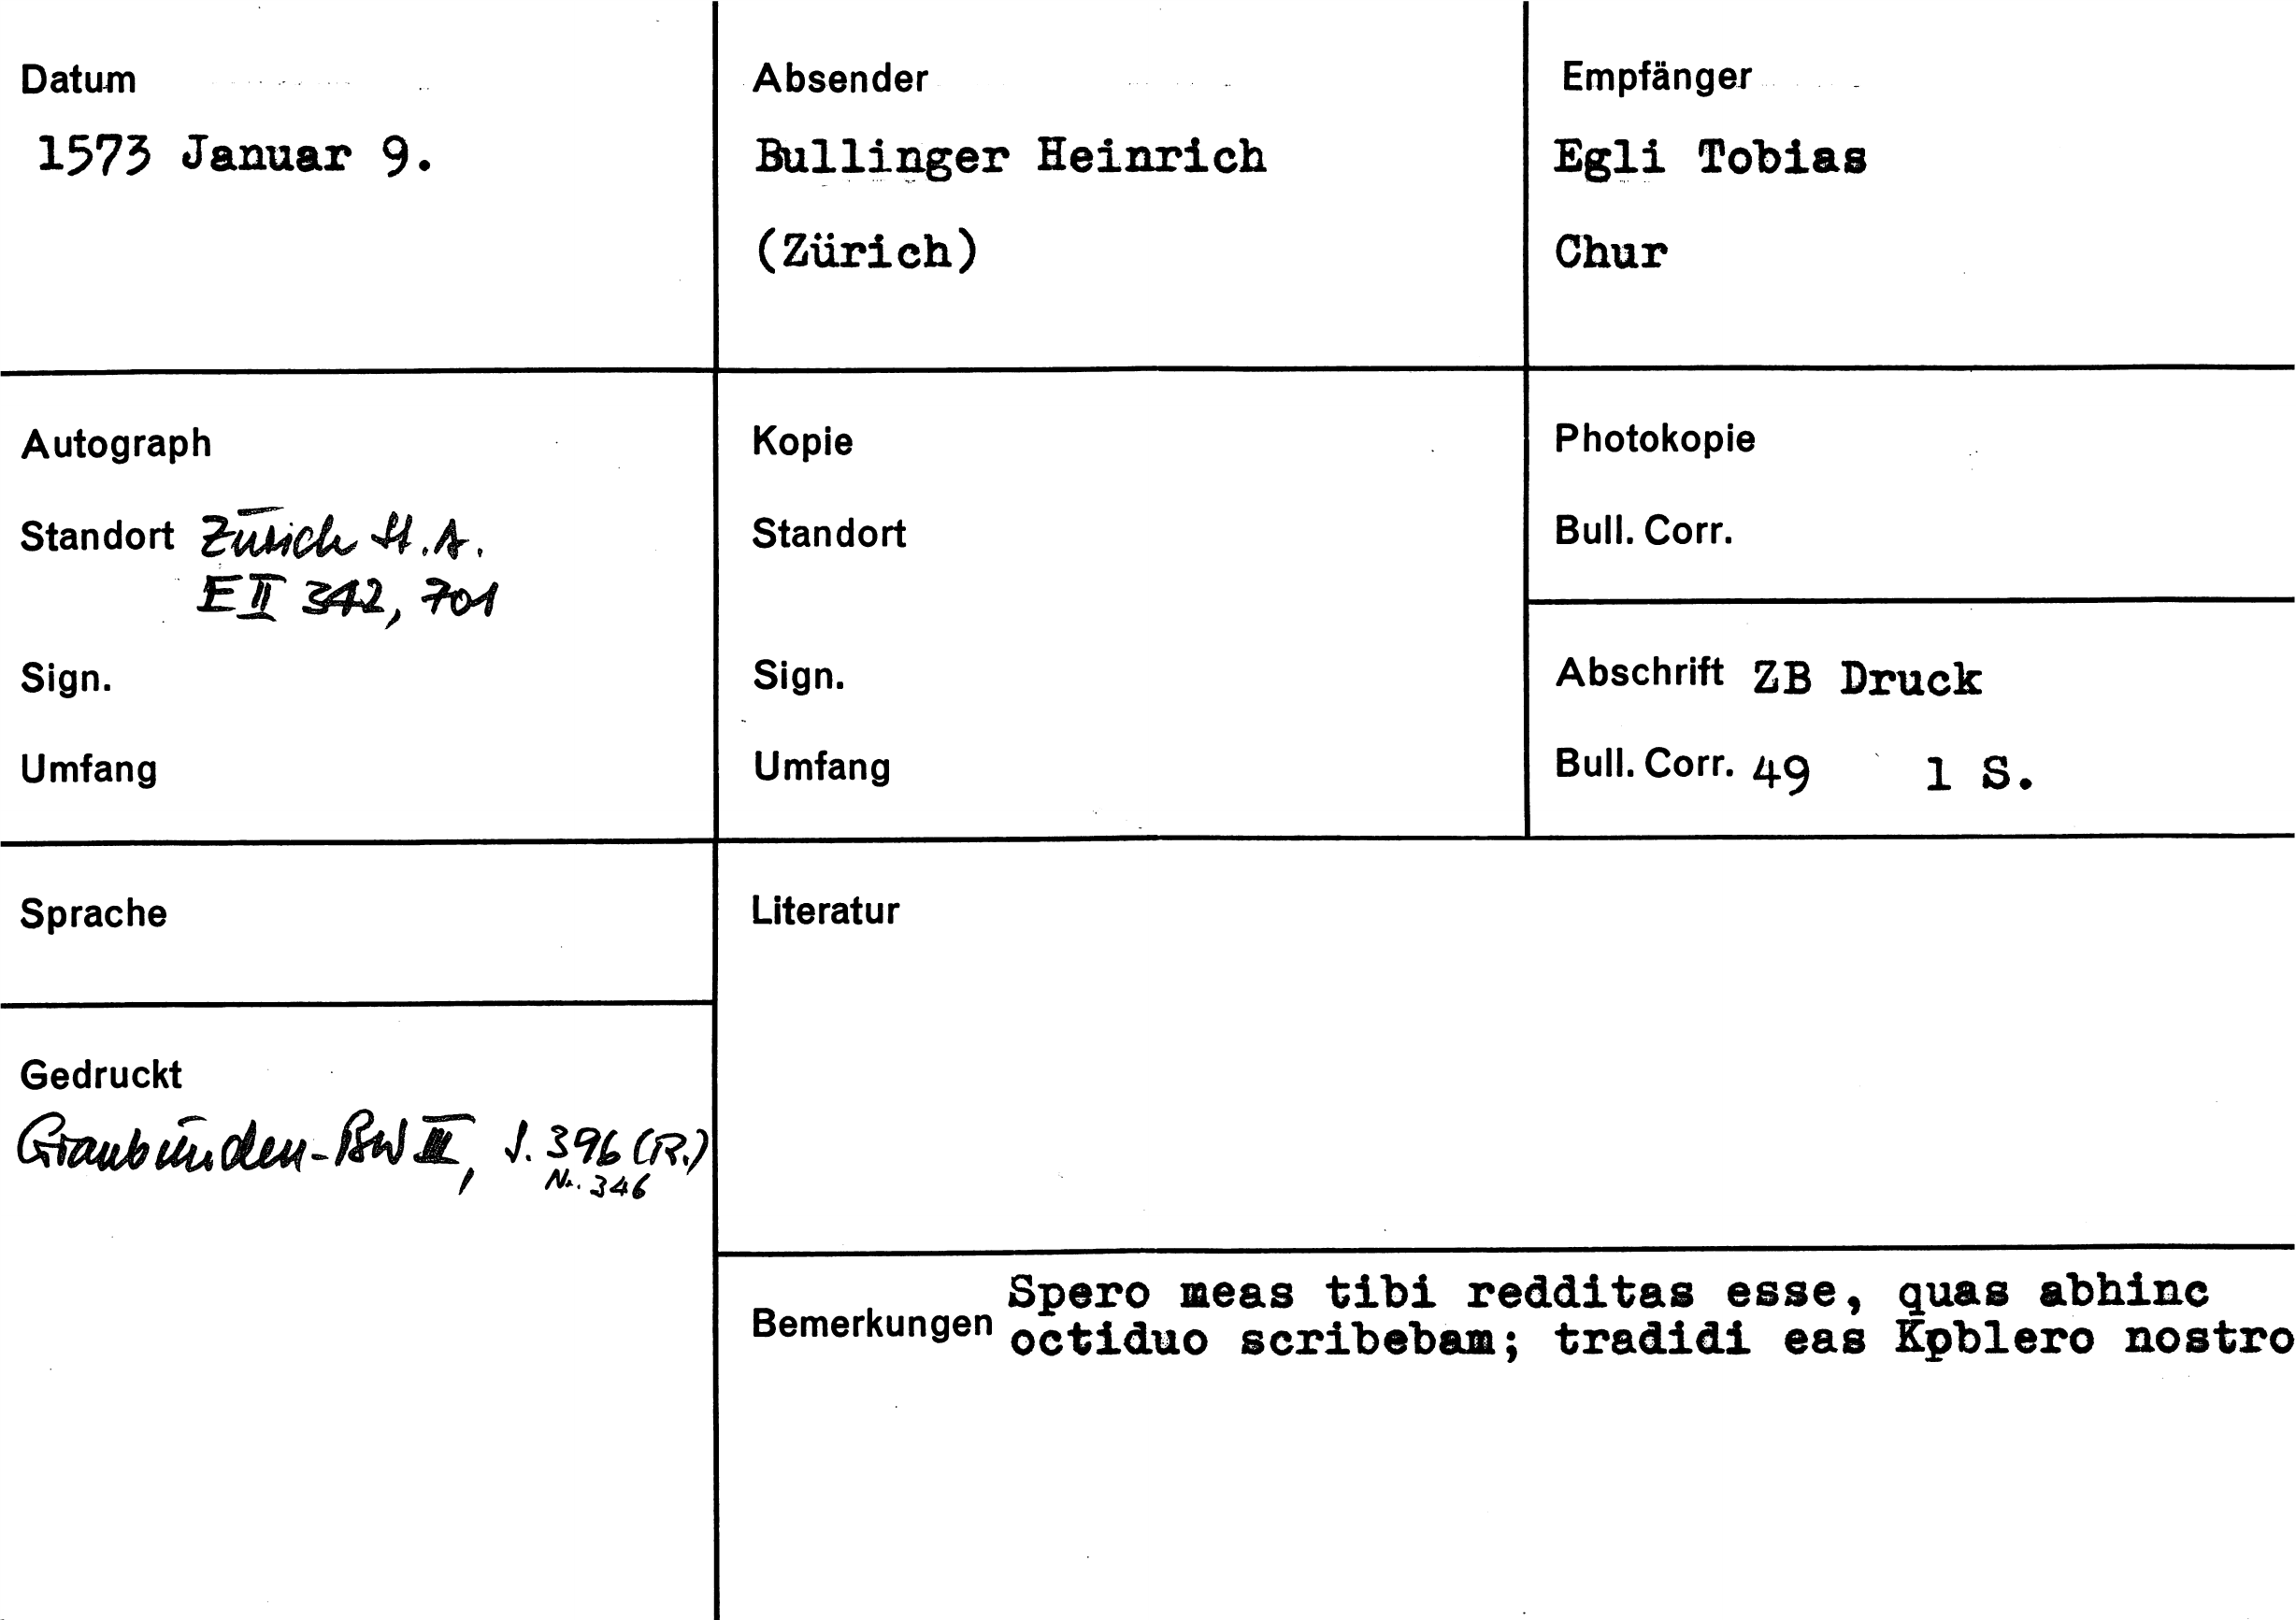 Datum
1573 Januar 9.
Absender
Bullinger Heinrich
(Zürich)
Empfänger
Egli Tobias
Chur
Autograph
Standort Zürich St.A.
E II 342, 701
Sign.
Umfang
Kopie
Standort
Sign.
Umfang
Photokopie
Bull. Corr.
Abschrift ZB Druck
Bull. Corr. 49 1 S.
Sprache
Literatur
Gedruckt
Graubünden-BW III, S. 396 (R.)
Nr. 346
Bemerkungen Spero meas tibi redditas esse, quas abhinc
octiduo scribebam; tradidi eas Kpblero nostro